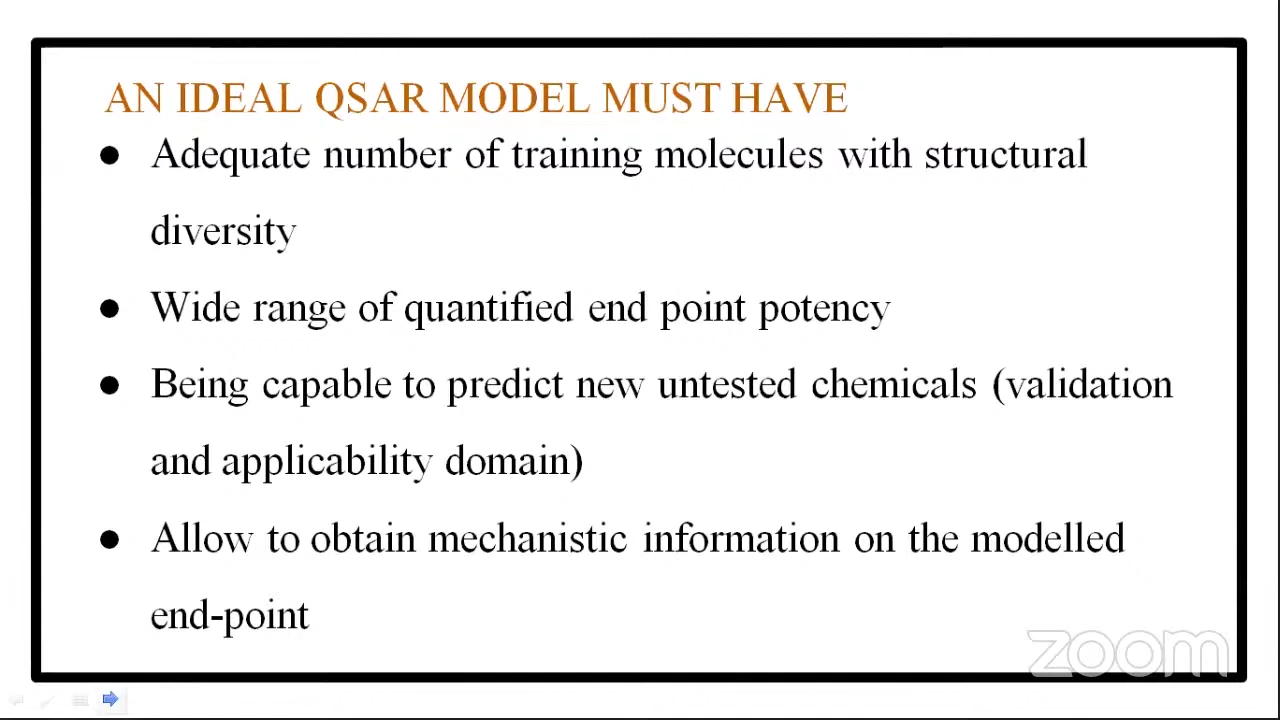 AN IDEAL QSAR MODEL MUST HAVE
● Adequate number of training molecules with structural
diversity
● Wide range of quantified end point potency
● Being capable to predict new untested chemicals (validation
and applicability domain)
● Allow to obtain mechanistic information on the modelled
end-point
zoom